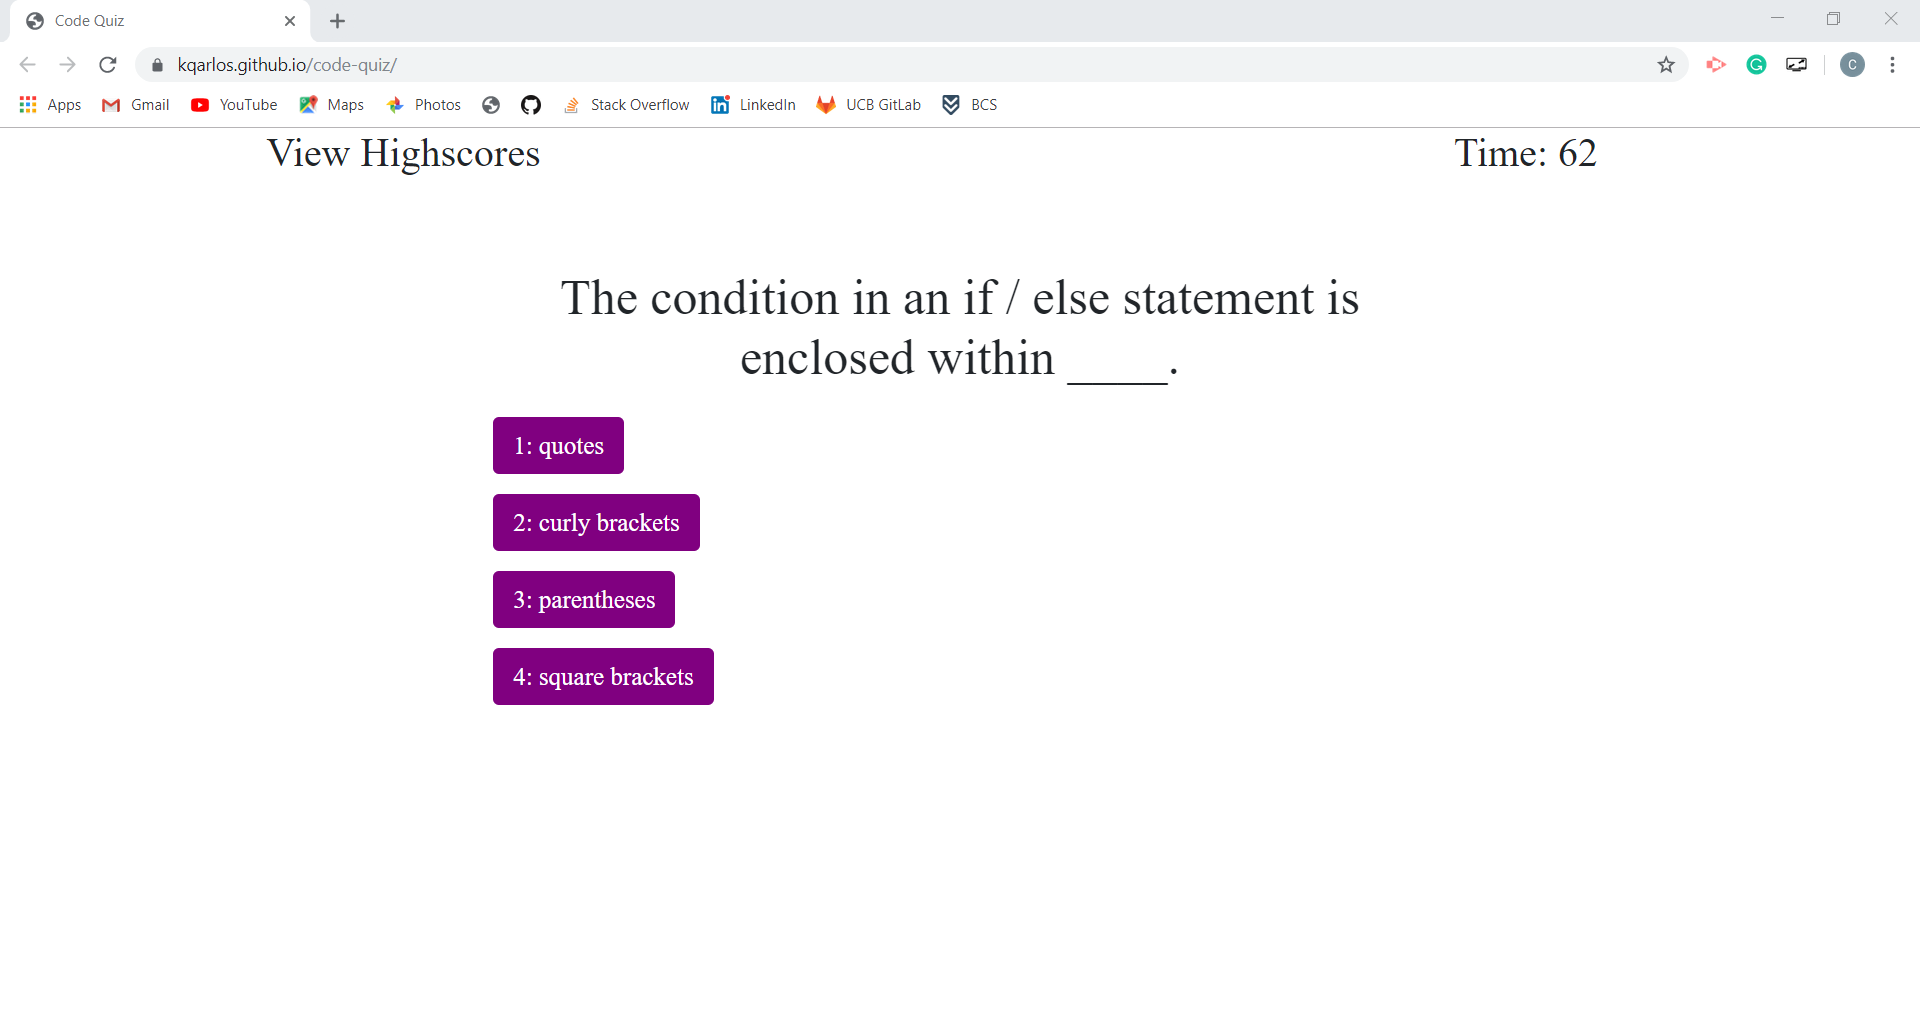 Code Quiz
kqarlos.github.io/code-quiz/
C
Apps Gmail YouTube Maps Photos Stack Overflow LinkedIn UCB GitLab BCS
View Highscores Time: 62
The condition in an if / else statement is
enclosed within ____.
1: quotes
2: curly brackets
3: parentheses
4: square brackets